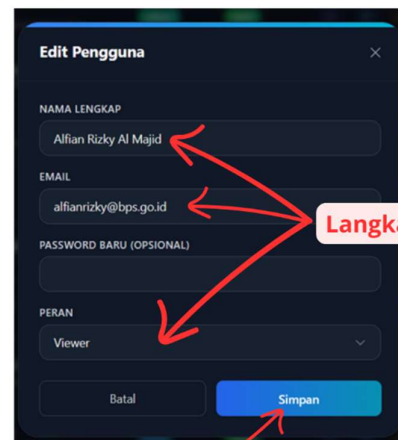 Edit Pengguna
NAMA LENGKAP
Alfian Rizky Al Majid
EMAIL
alfianrizky@bps.go.id
Langka
PASSWORD BARU (OPSIONAL)
PERAN
Viewer
Batal
Simpan